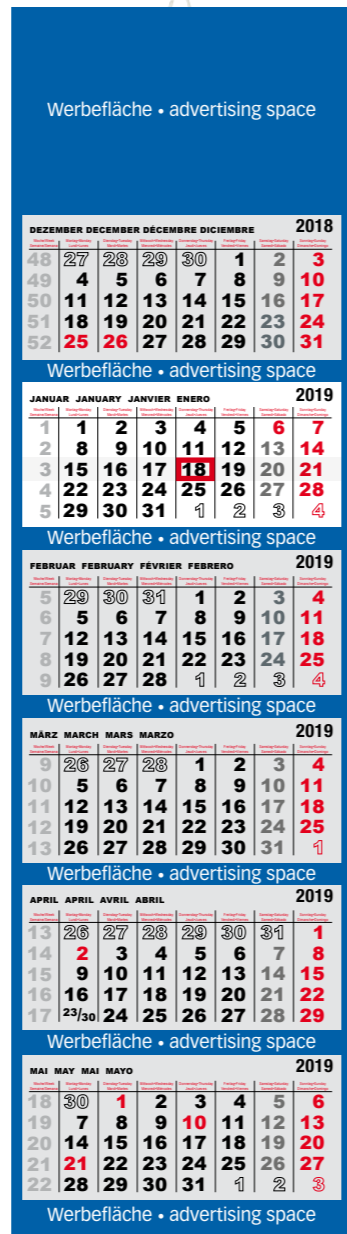 Werbefläche • advertising space
DEZEMBER DECEMBER DÉCEMBRE DICIEMBRE 2018
48 27 28 29 30 1 2 3
49 4 5 6 7 8 9 10
50 11 12 13 14 15 16 17
51 18 19 20 21 22 23 24
52 25 26 27 28 29 30 31
Werbefläche • advertising space
JANUAR JANUARY JANVIER ENERO 2019
1 1 2 3 4 5 6 7
2 8 9 10 11 12 13 14
3 15 16 17 18 19 20 21
4 22 23 24 25 26 27 28
5 29 30 31 1 2 3 4
Werbefläche • advertising space
FEBRUAR FEBRUARY FÉVRIER FEBRERO 2019
5 29 30 31 1 2 3 4
6 5 6 7 8 9 10 11
7 12 13 14 15 16 17 18
8 19 20 21 22 23 24 25
9 26 27 28 1 2 3 4
Werbefläche • advertising space
MÄRZ MARCH MARS MARZO 2019
9 26 27 28 1 2 3 4
10 5 6 7 8 9 10 11
11 12 13 14 15 16 17 18
12 19 20 21 22 23 24 25
13 26 27 28 29 30 31 1
Werbefläche • advertising space
APRIL APRIL AVRIL ABRIL 2019
13 26 27 28 29 30 31 1
14 2 3 4 5 6 7 8
15 9 10 11 12 13 14 15
16 16 17 18 19 20 21 22
17 23/30 24 25 26 27 28 29
Werbefläche • advertising space
MAI MAY MAI MAYO 2019
18 30 1 2 3 4 5 6
19 7 8 9 10 11 12 13
20 14 15 16 17 18 19 20
21 21 22 23 24 25 26 27
22 28 29 30 31 1 2 3
Werbefläche • advertising space